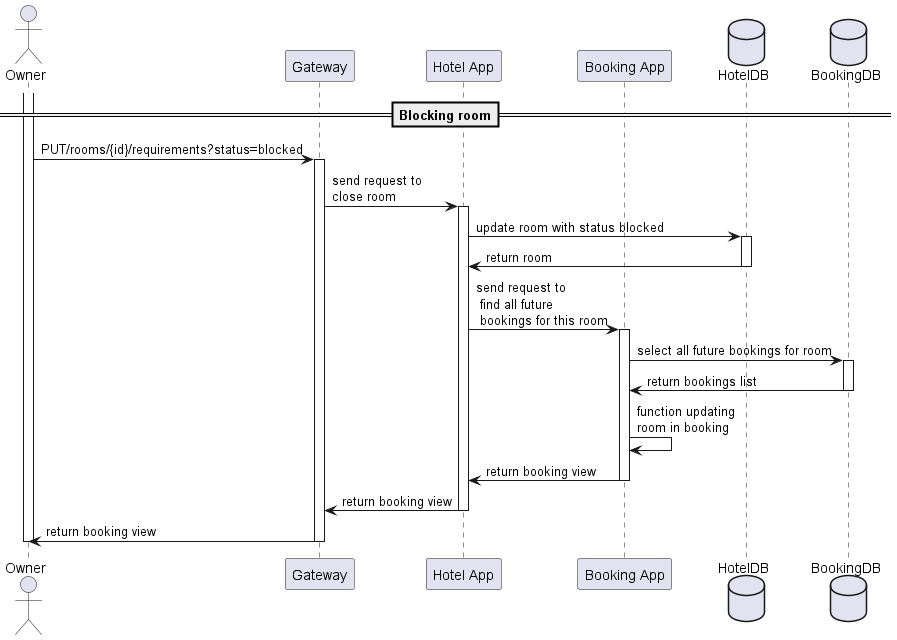 Owner
Gateway
Hotel App
Booking App
HotelDB
BookingDB
Blocking room
PUT/rooms/{id}/requirements?status=blocked
send request to
close room
update room with status blocked
return room
send request to
find all future
bookings for this room
select all future bookings for room
return bookings list
function updating
room in booking
return booking view
return booking view
return booking view
Owner
Gateway
Hotel App
Booking App
HotelDB
BookingDB